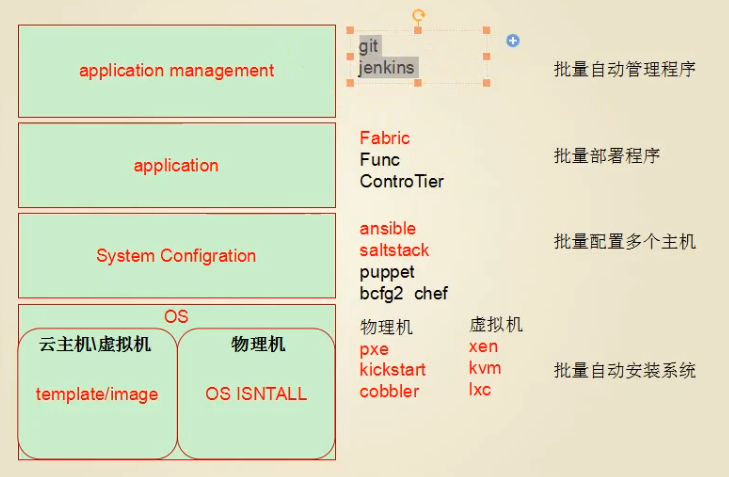 application management
git
jenkins
批量自动管理程序
application
Fabric
Func
ControTier
批量部署程序
System Configration
ansible
saltstack
puppet
bcfg2 chef
批量配置多个主机
OS
云主机\虚拟机
template/image
物理机
OS ISNTALL
物理机
pxe
kickstart
cobbler
虚拟机
xen
kvm
lxc
批量自动安装系统